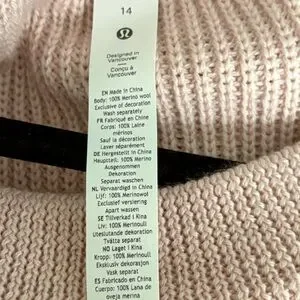 14
Designed in
Vancouver
Conçu à
Vancouver
EN Made in China
Body: 100% Merino wool
Exclusive of decoration
Wash separately
FR Fabriqué en Chine
Corps: 100% Laine
mérinos
Sauf la décoration
Laver séparément
DE Hergestellt in China
Hauptteil: 100% Merino
Ausgenommen
Dekoration
Separat waschen
NL Vervaardigd in China
Lijf: 100% Merinowol
Exclusief versiering
Apart wassen
SE Tillverkad i Kina
Liv: 100% Merinoull
Uteslutande dekoration
Tvätta separat
NO Laget i Kina
Kropp: 100% Merinoull
Eksklusiv dekorasjon
Vask separat
ES Fabricado en China
Cuerpo: 100% Lana de
oveja merina